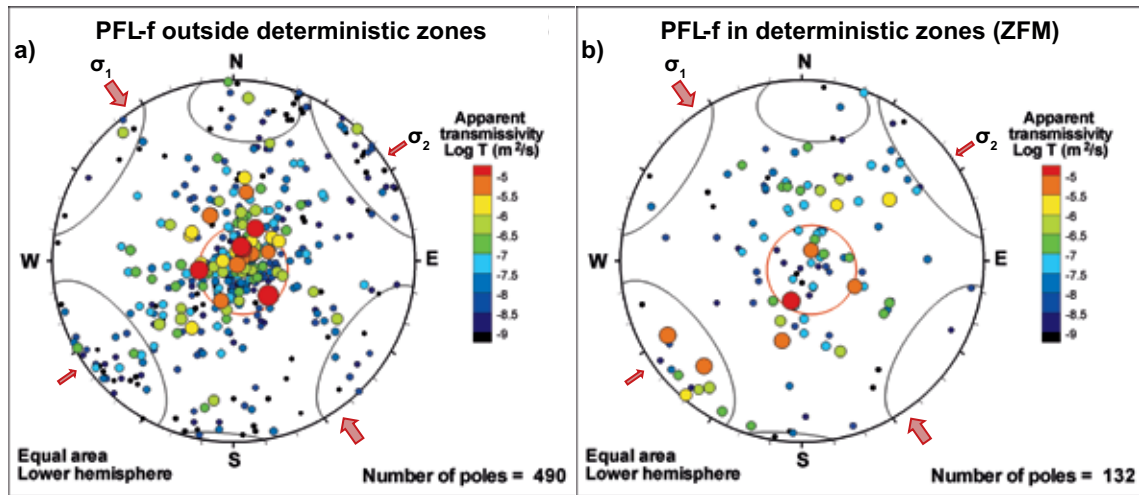 PFL-f outside deterministic zones
a)
σ1
N
σ2
W
E
S
Apparent
transmissivity
Log T (m²/s)
-5
-5.5
-6
-6.5
-7
-7.5
-8
-8.5
-9
Equal area
Lower hemisphere
Number of poles = 490
PFL-f in deterministic zones (ZFM)
b)
σ1
N
σ2
W
E
S
Apparent
transmissivity
Log T (m²/s)
-5
-5.5
-6
-6.5
-7
-7.5
-8
-8.5
-9
Equal area
Lower hemisphere
Number of poles = 132